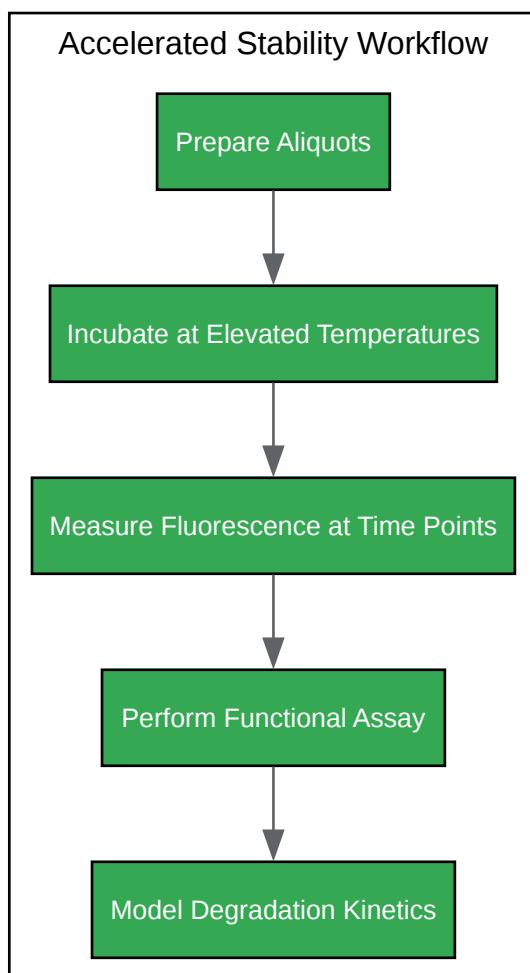 Accelerated Stability Workflow
Prepare Aliquots
Incubate at Elevated Temperatures
Measure Fluorescence at Time Points
Perform Functional Assay
Model Degradation Kinetics